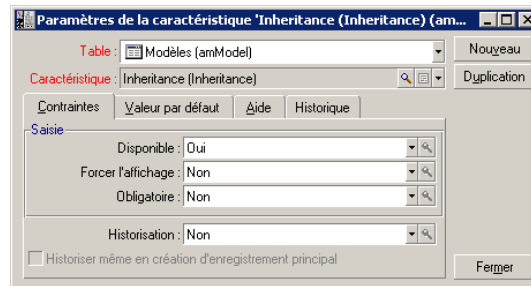 Paramètres de la caractéristique 'Inheritance (Inheritance) (am...
Table : Modèles (amModel)
Nouveau
Caractéristique : Inheritance (Inheritance)
Duplication
Contraintes Valeur par défaut Aide Historique
Saisie
Disponible : Oui
Forcer l'affichage : Non
Obligatoire : Non
Historisation : Non
Historiser même en création d'enregistrement principal
Fermer